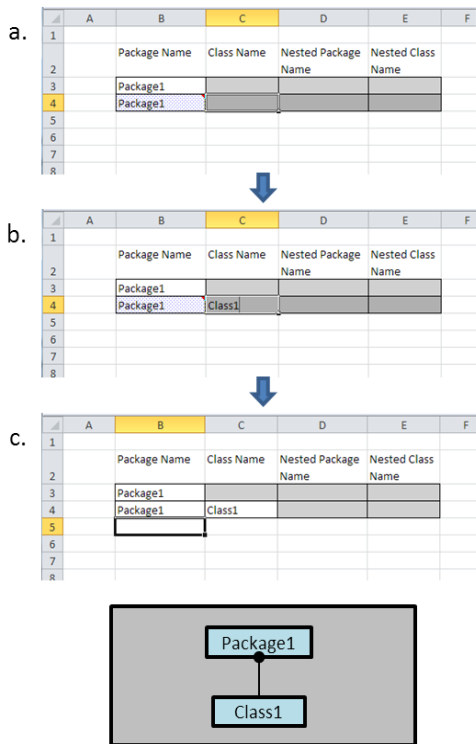 a.
A B C D E F
1
Package Name Class Name Nested Package Nested Class
2 Name Name
3 Package1
4 Package1
5
6
7
8
b.
A B C D E F
1
Package Name Class Name Nested Package Nested Class
2 Name Name
3 Package1
4 Package1 Class1
5
6
7
8
c.
A B C D E F
1
Package Name Class Name Nested Package Nested Class
2 Name Name
3 Package1
4 Package1 Class1
5
6
7
8
Package1
Class1